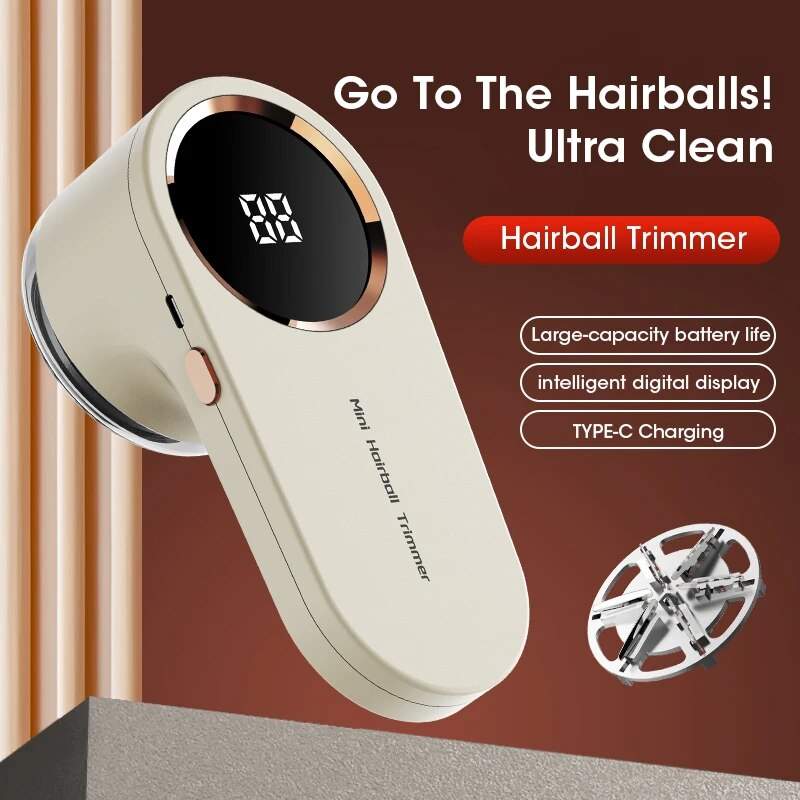 Go To The Hairballs!
Ultra Clean
Hairball Trimmer
Large-capacity battery life
intelligent digital display
TYPE-C Charging
88
Mini Hairball Trimmer